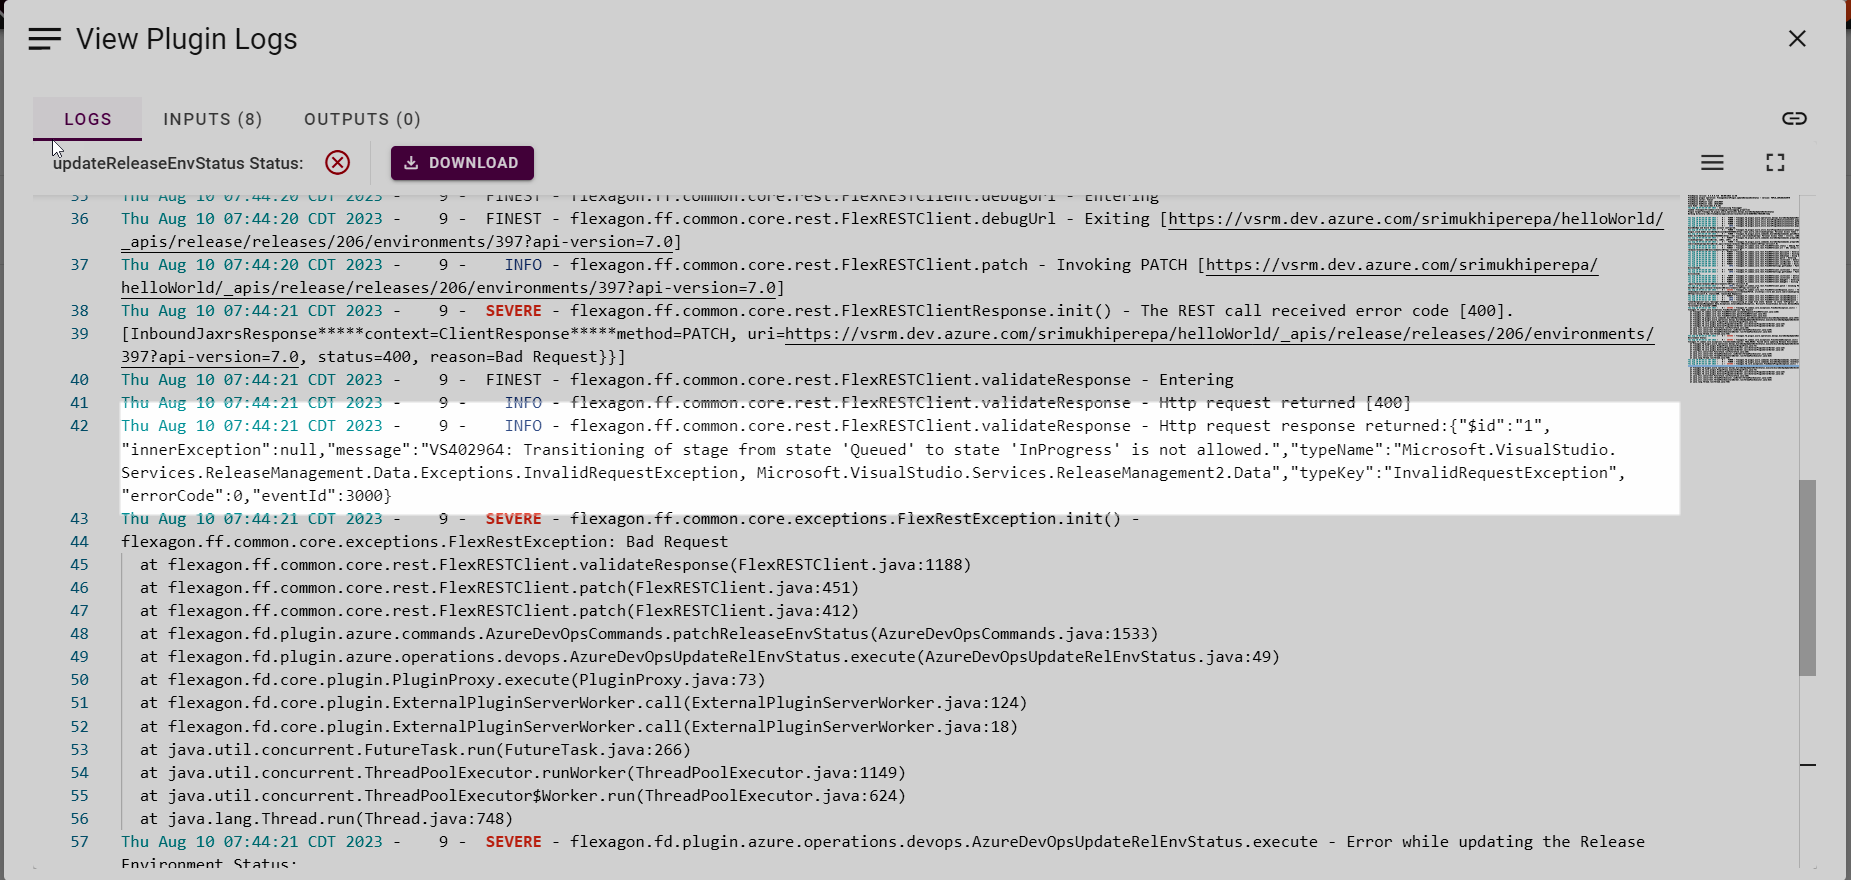 View Plugin Logs
LOGS
INPUTS (8)
OUTPUTS (0)
updateReleaseEnvStatus Status:
DOWNLOAD
35 Thu Aug 10 07:44:20 CDT 2023 - 9 - FINEST - flexagon.ff.common.core.rest.FlexRESTClient.debugUrl - Entering
36 Thu Aug 10 07:44:20 CDT 2023 - 9 - FINEST - flexagon.ff.common.core.rest.FlexRESTClient.debugUrl - Exiting [https://vsrm.dev.azure.com/srimukhiperepa/helloWorld/
_apis/release/releases/206/environments/397?api-version=7.0]
37 Thu Aug 10 07:44:20 CDT 2023 - 9 - INFO - flexagon.ff.common.core.rest.FlexRESTClient.patch - Invoking PATCH [https://vsrm.dev.azure.com/srimukhiperepa/
helloWorld/_apis/release/releases/206/environments/397?api-version=7.0]
38 Thu Aug 10 07:44:21 CDT 2023 - 9 - SEVERE - flexagon.ff.common.core.rest.FlexRESTClientResponse.init() - The REST call received error code [400].
39 [InboundJaxrsResponse*****context=ClientResponse*****method=PATCH, uri=https://vsrm.dev.azure.com/srimukhiperepa/helloWorld/_apis/release/releases/206/environments/
397?api-version=7.0, status=400, reason=Bad Request}}]
40 Thu Aug 10 07:44:21 CDT 2023 - 9 - FINEST - flexagon.ff.common.core.rest.FlexRESTClient.validateResponse - Entering
41 Thu Aug 10 07:44:21 CDT 2023 - 9 - INFO - flexagon.ff.common.core.rest.FlexRESTClient.validateResponse - Http request returned [400]
42 Thu Aug 10 07:44:21 CDT 2023 - 9 - INFO - flexagon.ff.common.core.rest.FlexRESTClient.validateResponse - Http request response returned:{"$id":"1",
"innerException":null,"message":"VS402964: Transitioning of stage from state 'Queued' to state 'InProgress' is not allowed.","typeName":"Microsoft.VisualStudio.
Services.ReleaseManagement.Data.Exceptions.InvalidRequestException, Microsoft.VisualStudio.Services.ReleaseManagement2.Data","typeKey":"InvalidRequestException",
"errorCode":0,"eventId":3000}
43 Thu Aug 10 07:44:21 CDT 2023 - 9 - SEVERE - flexagon.ff.common.core.exceptions.FlexRestException.init() -
44 flexagon.ff.common.core.exceptions.FlexRestException: Bad Request
45 at flexagon.ff.common.core.rest.FlexRESTClient.validateResponse(FlexRESTClient.java:1188)
46 at flexagon.ff.common.core.rest.FlexRESTClient.patch(FlexRESTClient.java:451)
47 at flexagon.ff.common.core.rest.FlexRESTClient.patch(FlexRESTClient.java:412)
48 at flexagon.fd.plugin.azure.commands.AzureDevOpsCommands.patchReleaseEnvStatus(AzureDevOpsCommands.java:1533)
49 at flexagon.fd.plugin.azure.operations.devops.AzureDevOpsUpdateRelEnvStatus.execute(AzureDevOpsUpdateRelEnvStatus.java:49)
50 at flexagon.fd.core.plugin.PluginProxy.execute(PluginProxy.java:73)
51 at flexagon.fd.core.plugin.ExternalPluginServerWorker.call(ExternalPluginServerWorker.java:124)
52 at flexagon.fd.core.plugin.ExternalPluginServerWorker.call(ExternalPluginServerWorker.java:18)
53 at java.util.concurrent.FutureTask.run(FutureTask.java:266)
54 at java.util.concurrent.ThreadPoolExecutor.runWorker(ThreadPoolExecutor.java:1149)
55 at java.util.concurrent.ThreadPoolExecutor$Worker.run(ThreadPoolExecutor.java:624)
56 at java.lang.Thread.run(Thread.java:748)
57 Thu Aug 10 07:44:21 CDT 2023 - 9 - SEVERE - flexagon.fd.plugin.azure.operations.devops.AzureDevOpsUpdateRelEnvStatus.execute - Error while updating the Release
Environment Status: